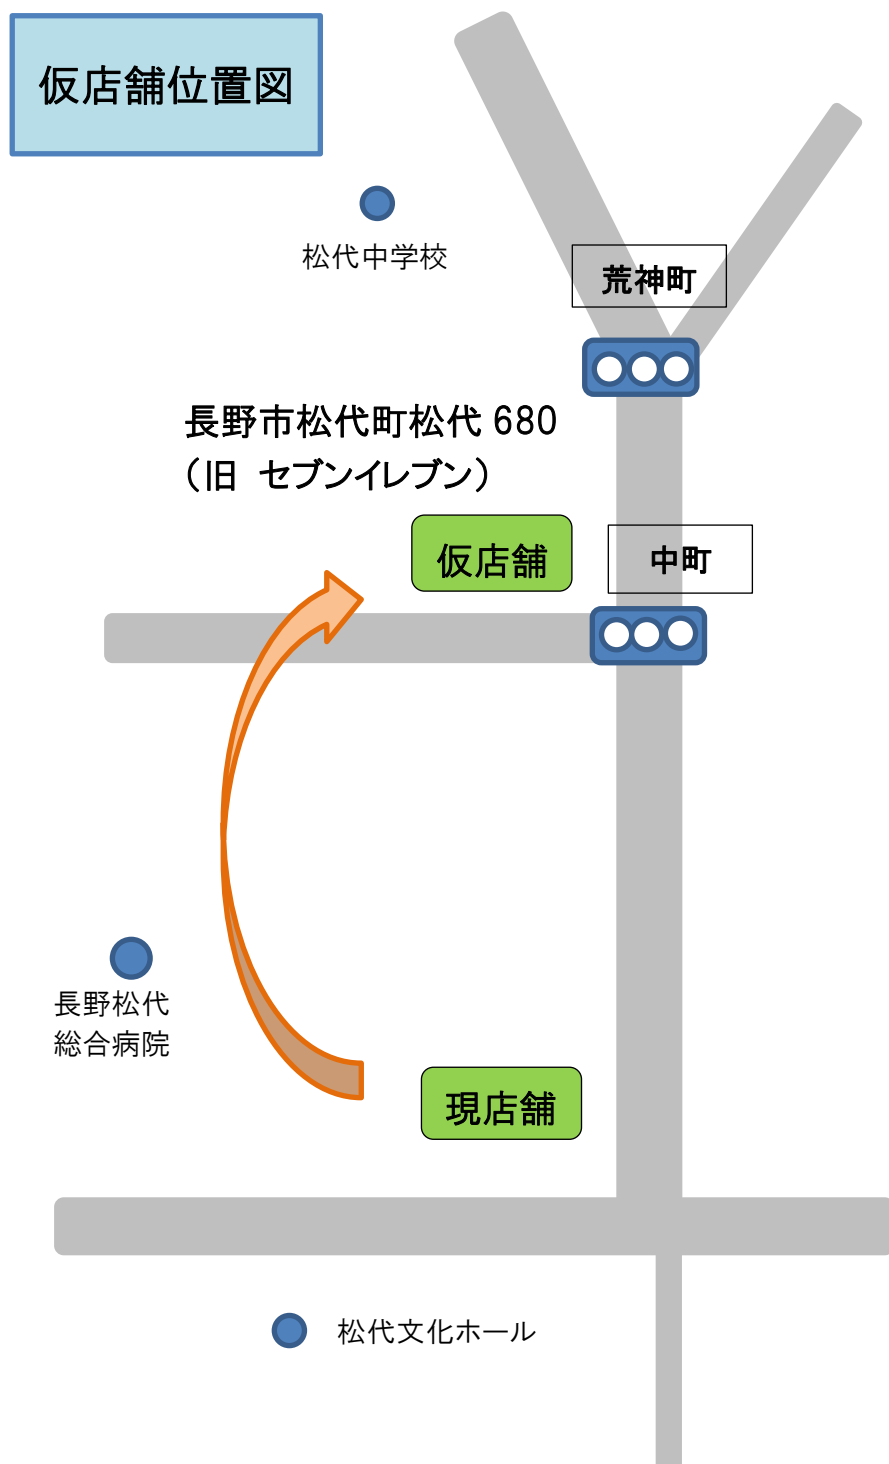 仮店舗位置図
松代中学校
荒神町
長野市松代町松代 680
（旧　セブンイレブン）
仮店舗
中町
長野松代
総合病院
現店舗
松代文化ホール